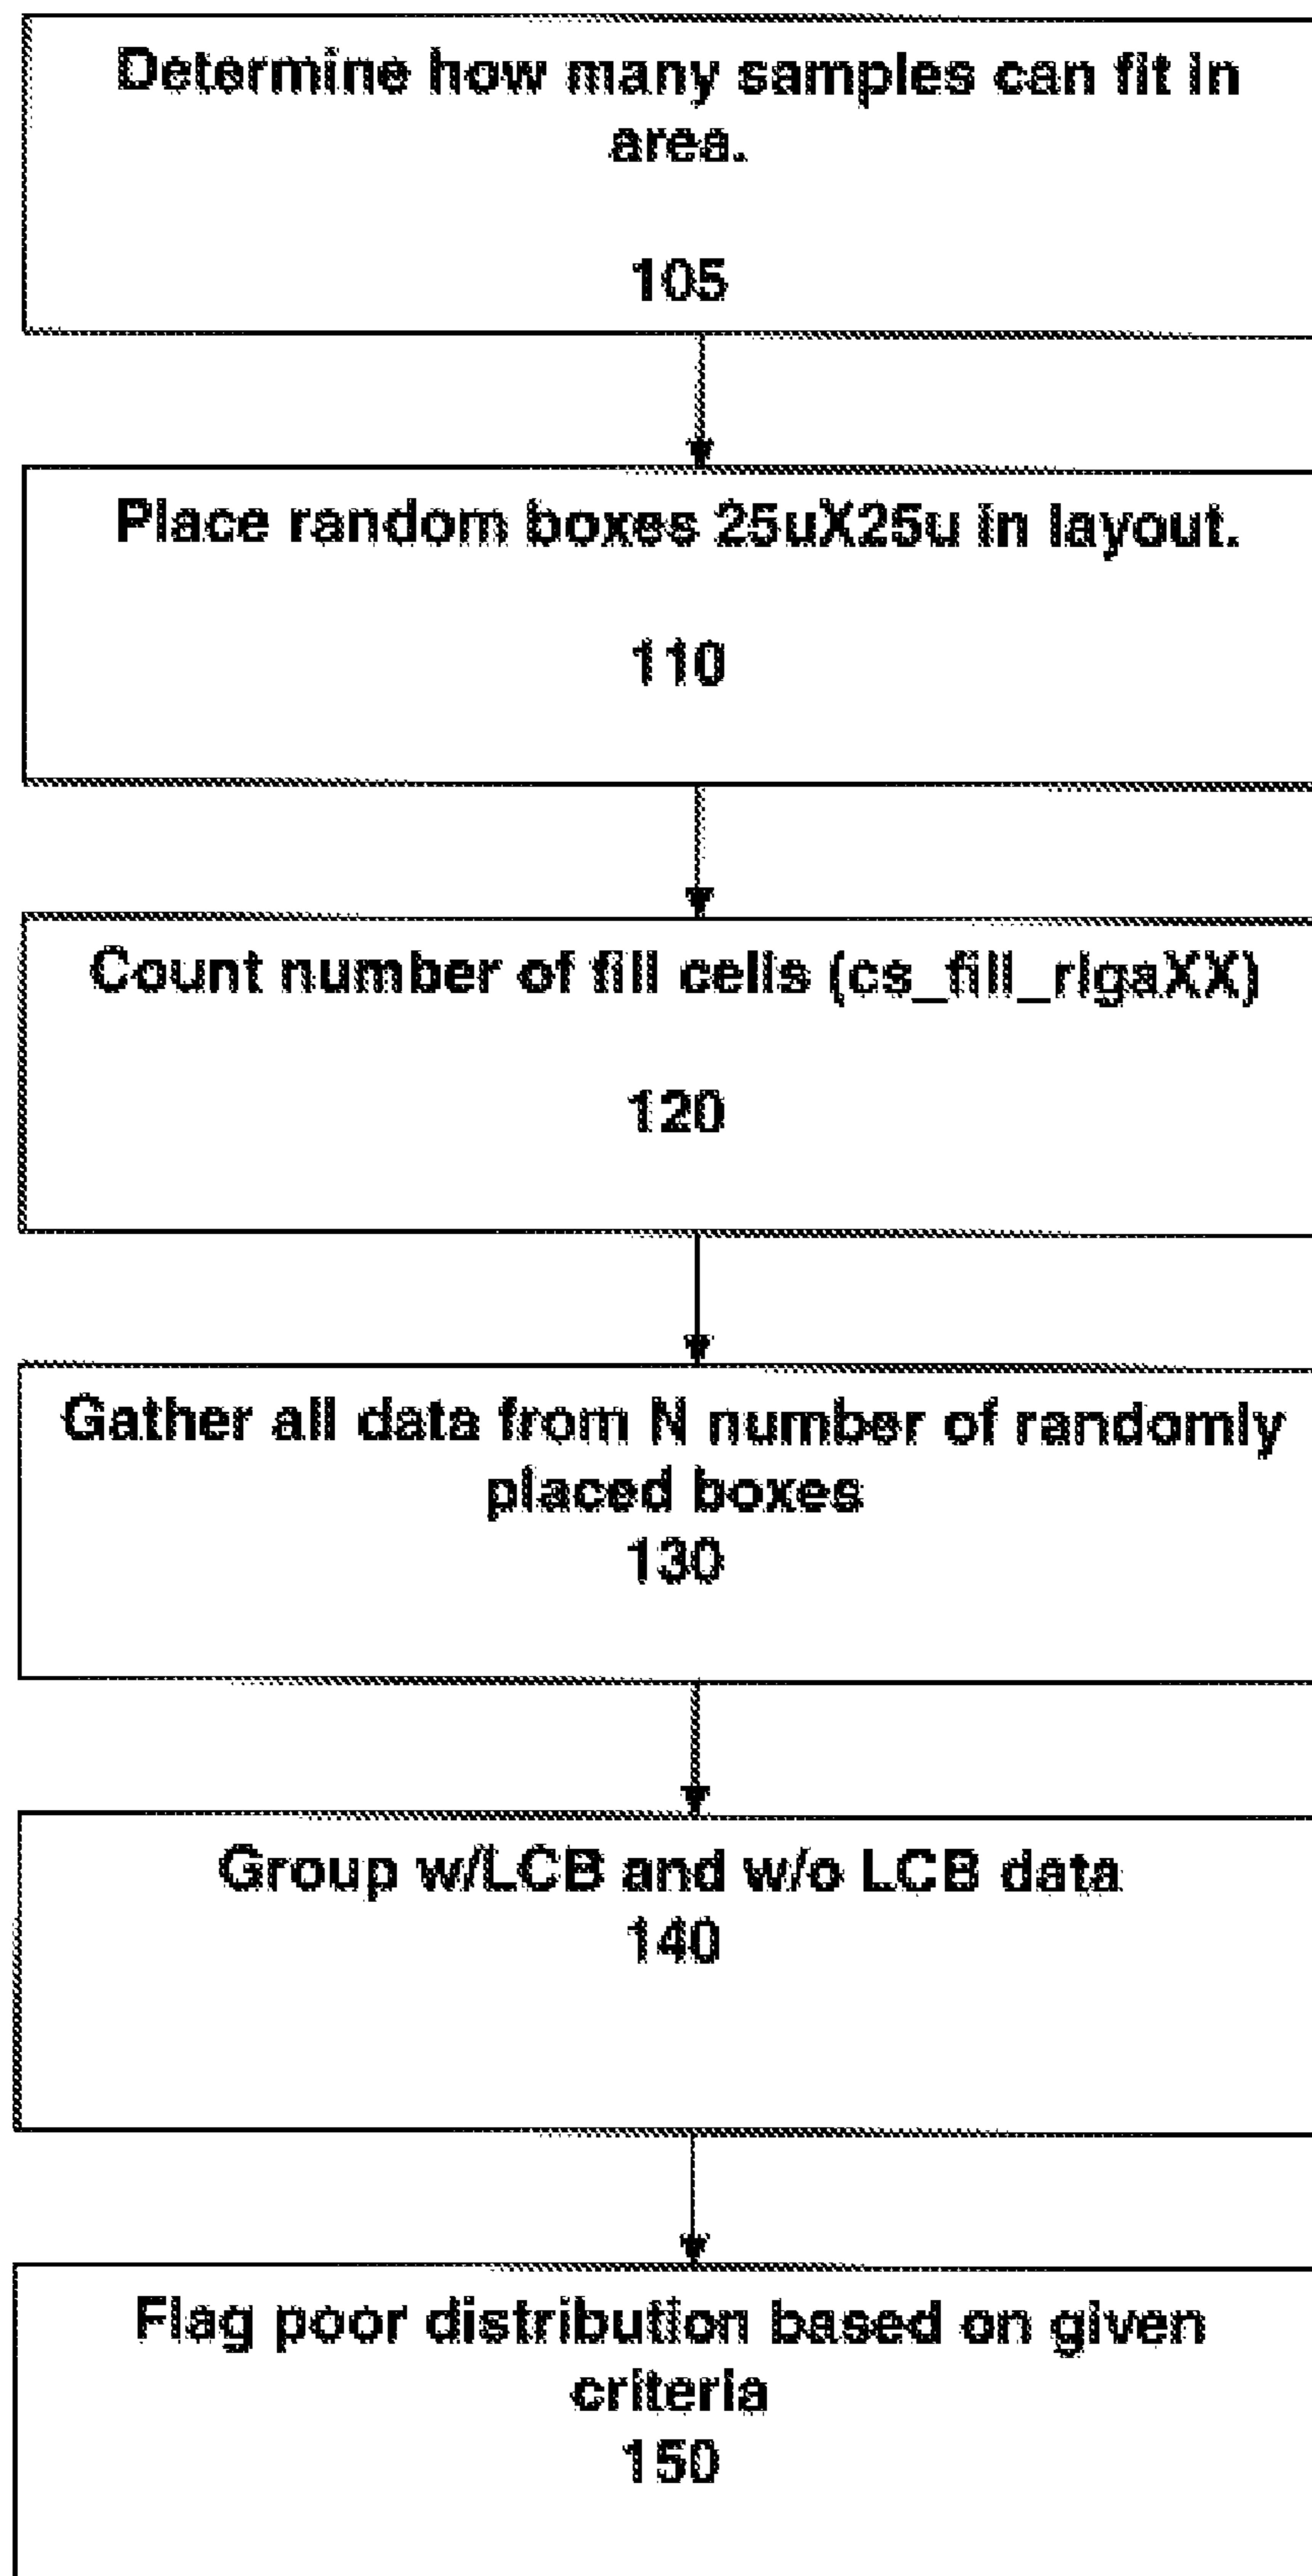 Determine how many samples can fit in
area.
105
Place random boxes 25uX25u in layout.
110
Count number of fill cells (cs_fill_rlgaXX)
120
Gather all data from N number of randomly
placed boxes
130
Group w/LCB and w/o LCB data
140
Flag poor distribution based on given
criteria
150